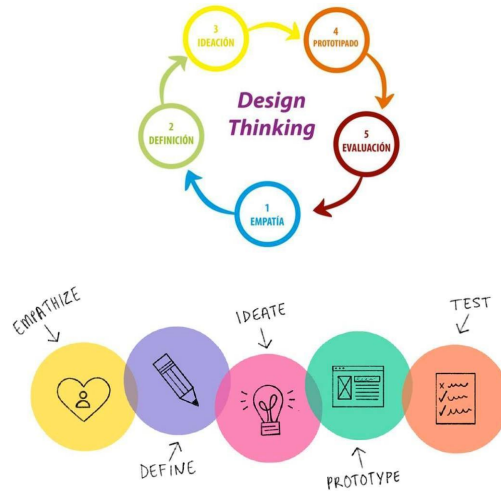 3
IDEACIÓN
4
PROTOTIPADO
Design
Thinking
2
DEFINICIÓN
5
EVALUACIÓN
1
EMPATÍA
EMPATHIZE
IDEATE
TEST
DEFINE
PROTOTYPE